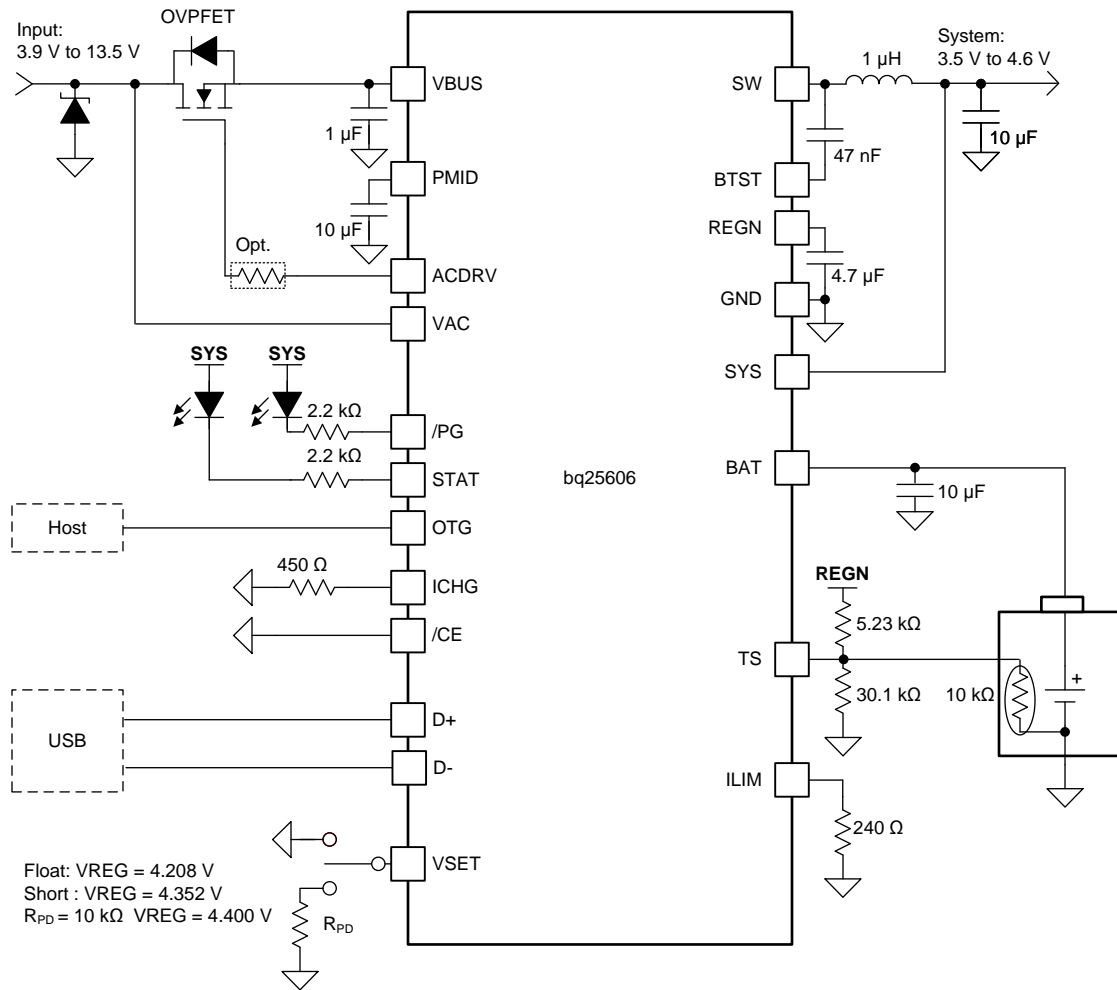 OVPFET
Input:
3.9 V to 13.5 V
System:
3.5 V to 4.6 V
1 µH
VBUS
SW
1 µF
10 µF
47 nF
PMID
BTST
10 µF
REGN
Opt.
4.7 µF
ACDRV
GND
VAC
SYS
SYS
SYS
2.2 kΩ
/PG
2.2 kΩ
STAT
bq25606
BAT
10 µF
Host
OTG
450 Ω
ICHG
REGN
/CE
5.23 kΩ
TS
30.1 kΩ
10 kΩ
+
USB
D+
D-
ILIM
240 Ω
VSET
Float: VREG = 4.208 V
Short : VREG = 4.352 V
RPD = 10 kΩ VREG = 4.400 V
RPD